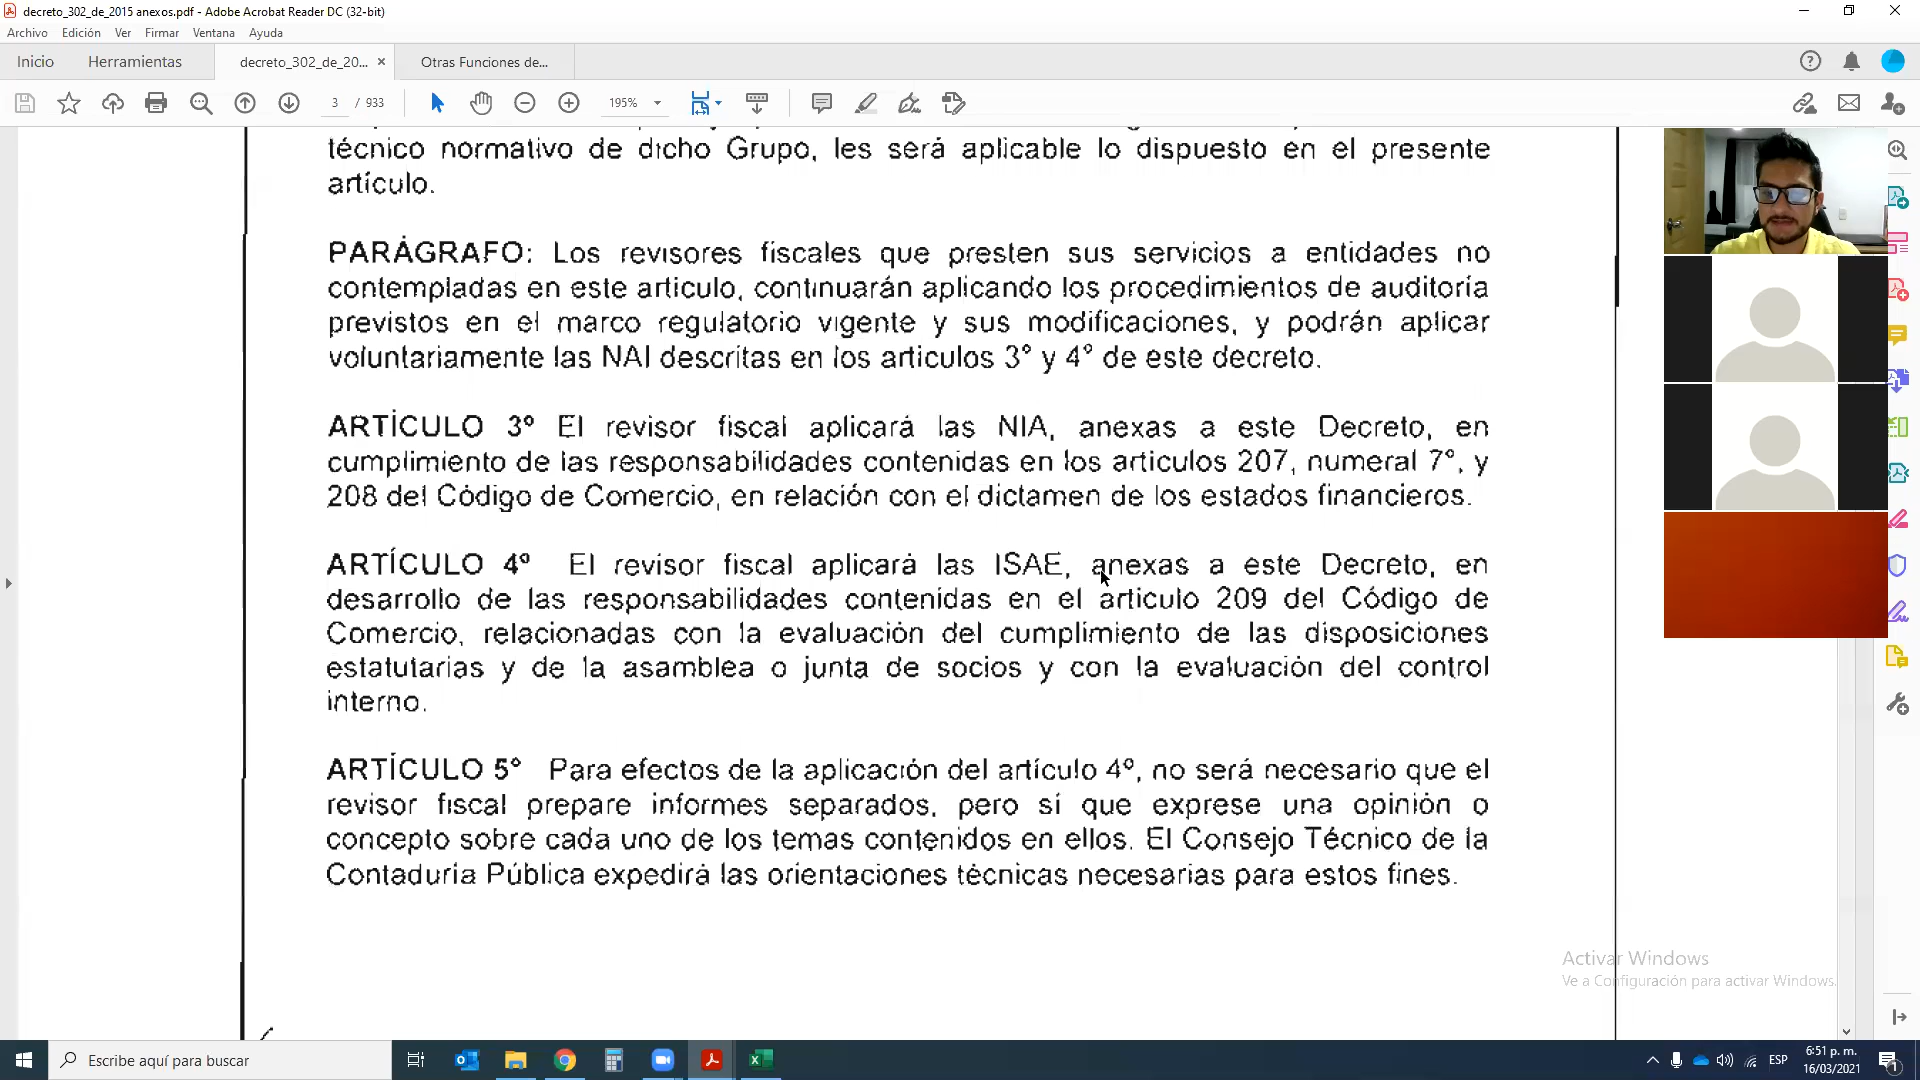 decreto_302_de_2015 anexos.pdf - Adobe Acrobat Reader DC (32-bit)
Archivo Edición Ver Firmar Ventana Ayuda
Inicio Herramientas decreto_302_de_20... × Otras Funciones de...
3 / 933 195%
técnico normativo de dicho Grupo, les será aplicable lo dispuesto en el presente
artículo.
PARÁGRAFO: Los revisores fiscales que presten sus servicios a entidades no
contempladas en este articulo, continuarán aplicando los procedimientos de auditoría
previstos en el marco regulatorio vigente y sus modificaciones, y podrán aplicar
voluntariamente las NAI descritas en los articulos 3° y 4° de este decreto.
ARTÍCULO 3° El revisor fiscal aplicará las NIA, anexas a este Decreto, en
cumplimiento de las responsabilidades contenidas en los articulos 207, numeral 7°, y
208 del Código de Comercio, en relación con el dictamen de los estados financieros.
ARTÍCULO 4° El revisor fiscal aplicará las ISAE, anexas a este Decreto, en
desarrollo de las responsabilidades contenidas en el articulo 209 del Código de
Comercio, relacionadas con la evaluación del cumplimiento de las disposiciones
estatutarias y de la asamblea o junta de socios y con la evaluación del control
interno.
ARTÍCULO 5° Para efectos de la aplicación del artículo 4°, no será necesario que el
revisor fiscal prepare informes separados, pero sí que exprese una opinión o
concepto sobre cada uno de los temas contenidos en ellos. El Consejo Técnico de la
Contaduría Pública expedirá las orientaciones técnicas necesarias para estos fines.
Activar Windows
Ve a Configuración para activar Windows.
Escribe aquí para buscar
ESP
6:51 p. m.
16/03/2021
1